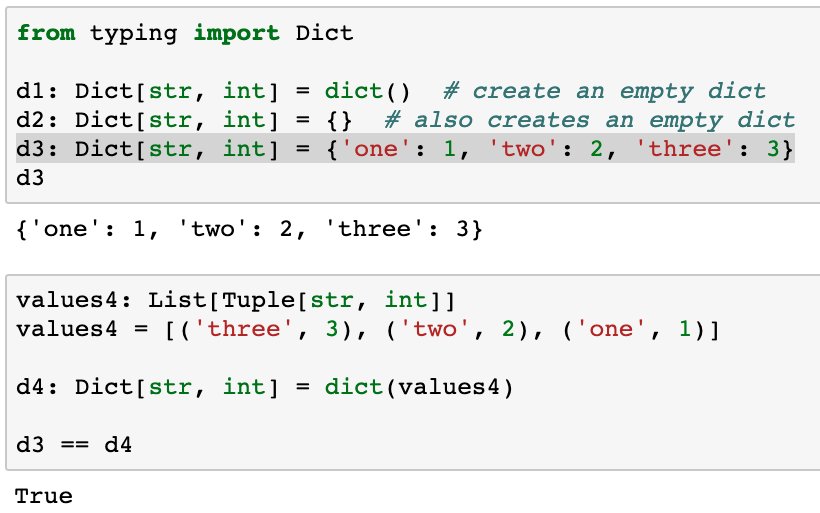 from typing import Dict
d1: Dict[str, int] = dict()  # create an empty dict
d2: Dict[str, int] = {}  # also creates an empty dict
d3: Dict[str, int] = {'one': 1, 'two': 2, 'three': 3}
d3
{'one': 1, 'two': 2, 'three': 3}
values4: List[Tuple[str, int]]
values4 = [('three', 3), ('two', 2), ('one', 1)]
d4: Dict[str, int] = dict(values4)
d3 == d4
True